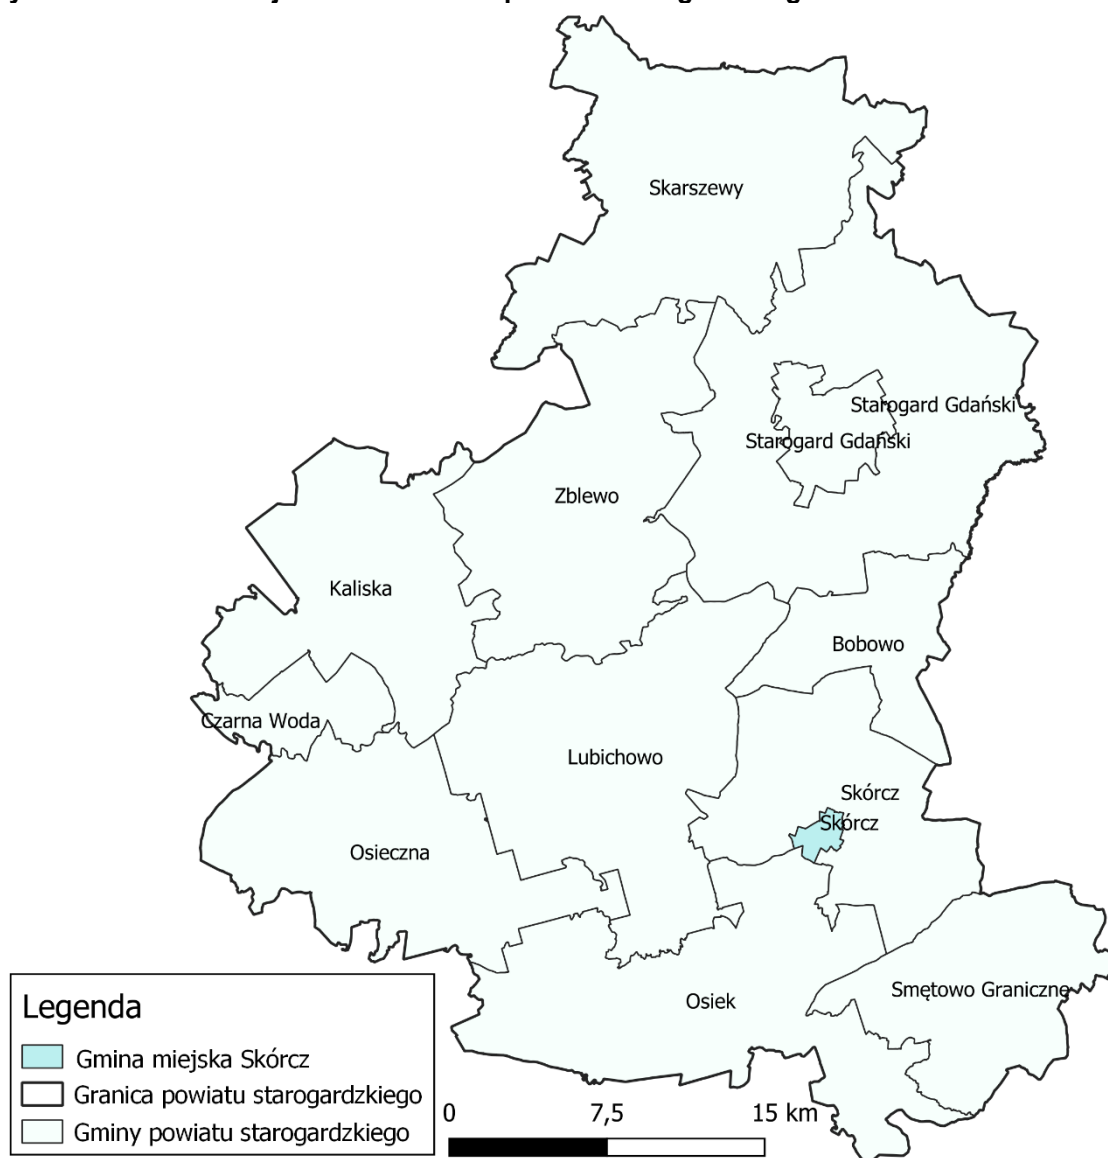 Skarszewy
Starogard Gdański
Starogard Gdański
Zblewo
Kaliska
Bobowo
Czarna Woda
Lubichowo
Skórcz
Skórcz
Osieczna
Smętowo Graniczne
Osiek
Legenda
Gmina miejska Skórcz
Granica powiatu starogardzkiego
Gminy powiatu starogardzkiego
0 7,5 15 km